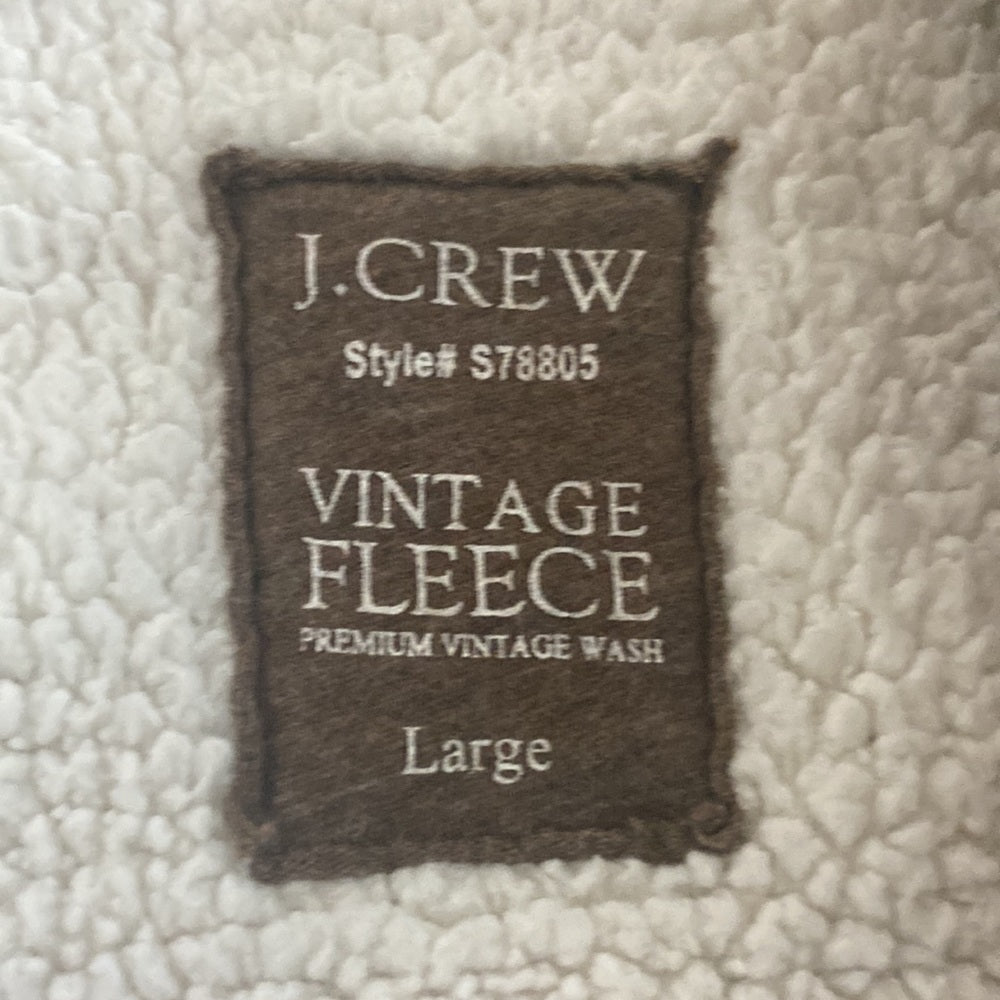 J.CREW
Style# S78805
VINTAGE
FLEECE
PREMIUM VINTAGE WASH
Large